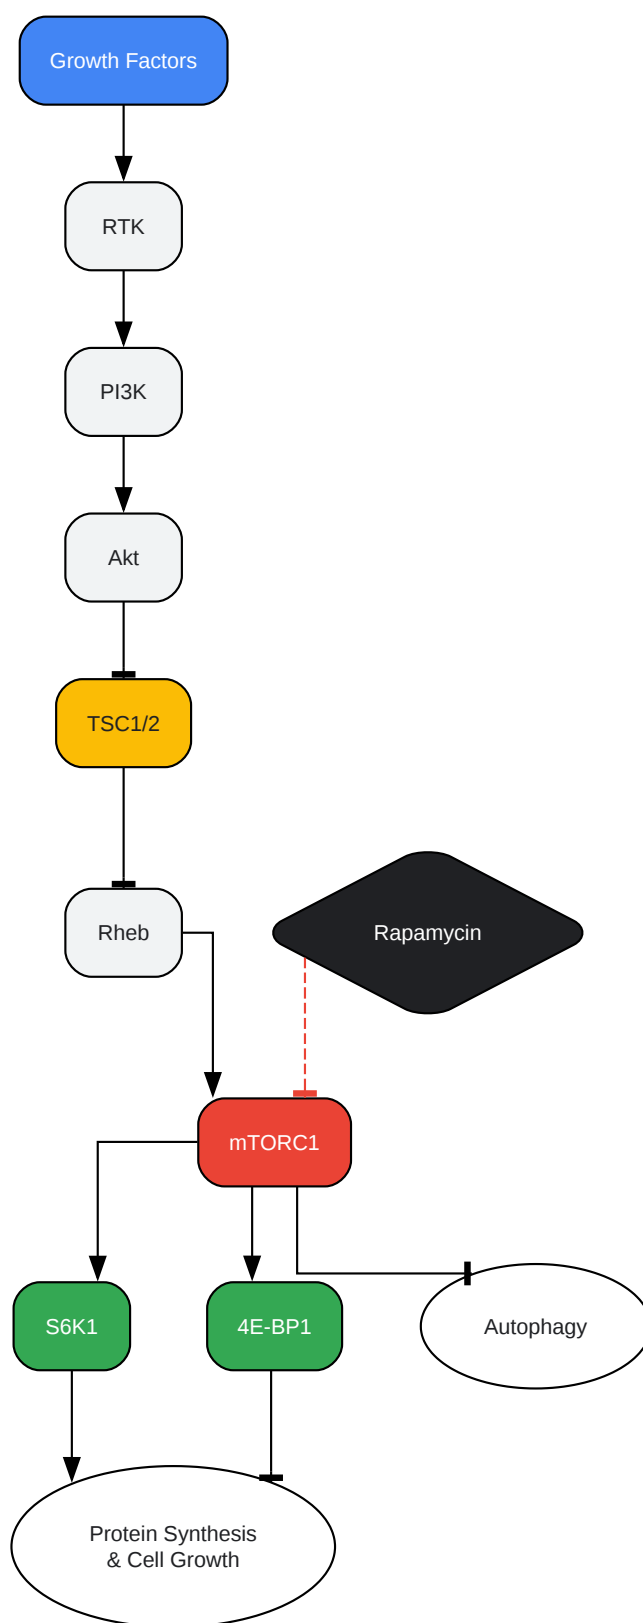 Growth Factors
RTK
PI3K
Akt
TSC1/2
Rheb
Rapamycin
mTORC1
S6K1
4E-BP1
Autophagy
Protein Synthesis
& Cell Growth